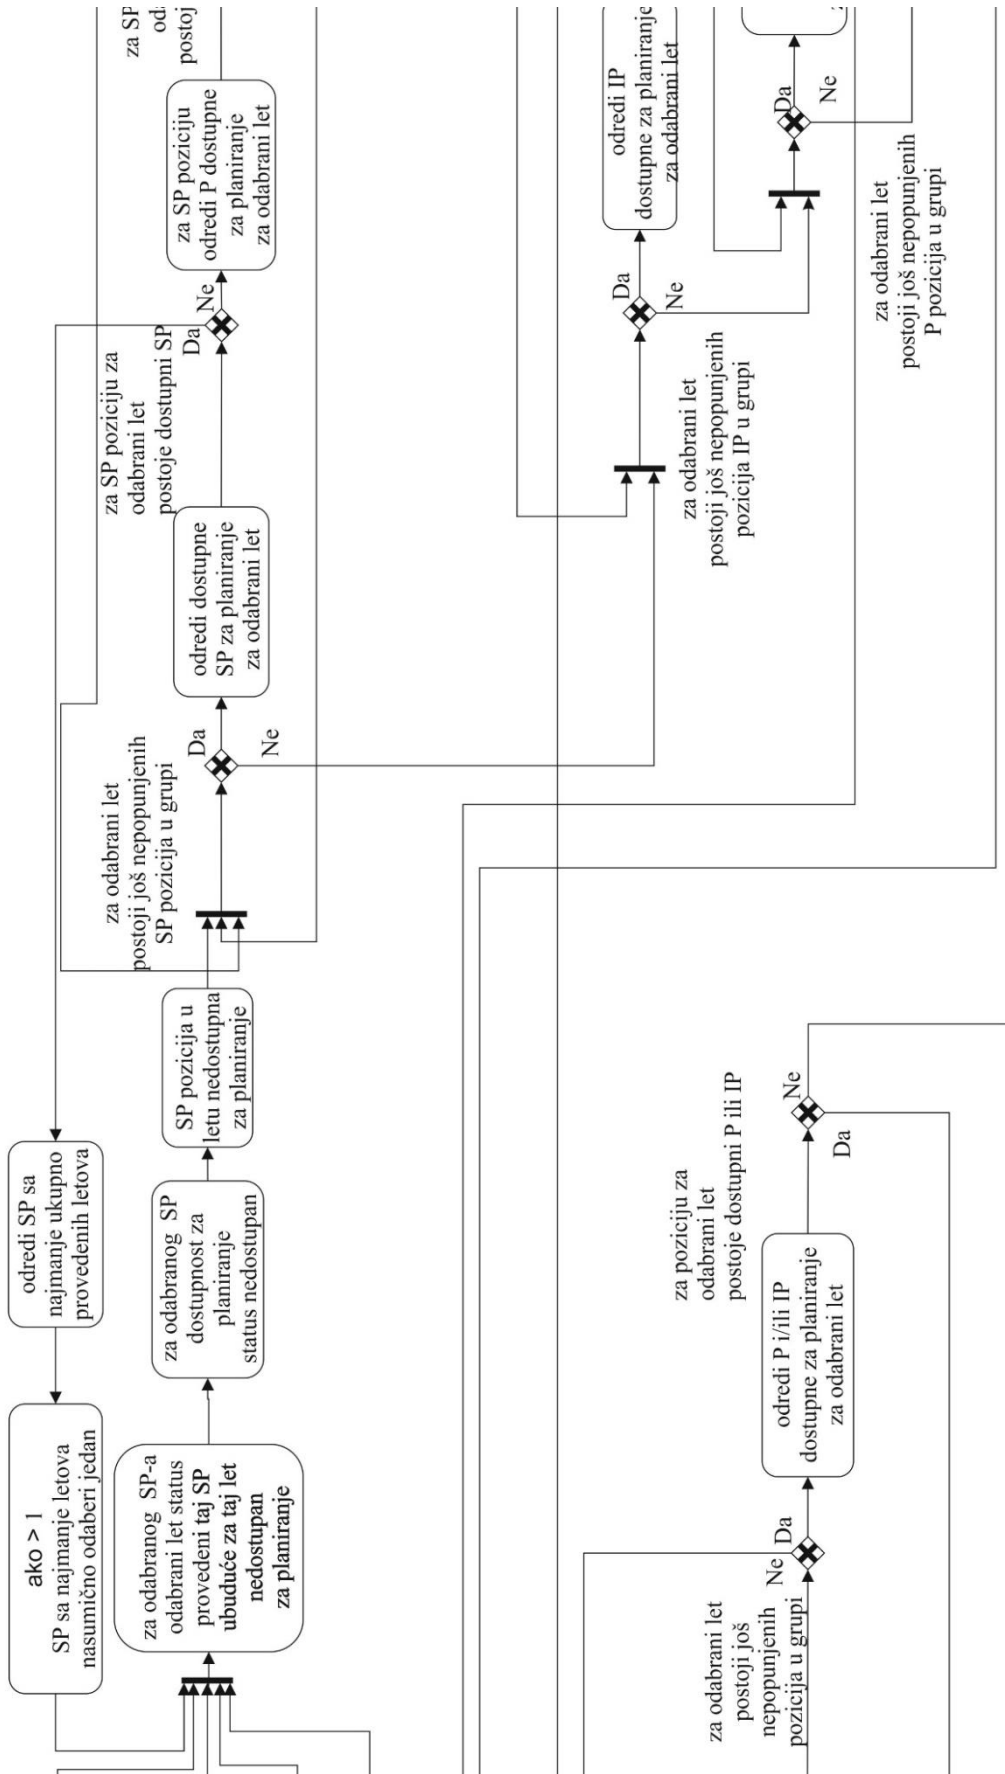 za SP
postoj
za SP poziciju
odredi P dostupne
za planiranje
za odabrani let
Ne
Da
za SP poziciju za
odabrani let
postoje dostupni SP
odredi dostupne
SP za planiranje
za odabrani let
Da
Ne
za odabrani let
postoji još nepopunjenih
SP pozicija u grupi
SP pozicija u
letu nedostupna
za planiranje
odredi SP sa
najmanje ukupno
provedenih letova
za odabranog SP
dostupnost za
planiranje
status nedostupan
ako > 1
SP sa najmanje letova
nasumično odaberi jedan
za odabranog SP-a
odabrani let status
provedeni taj SP
ubuduće za taj let
nedostupan
za planiranje
odredi IP
dostupne za planiranje
za odabrani let
Da
Ne
za odabrani let
postoji još nepopunjenih
pozicija IP u grupi
Da
Ne
za odabrani let
postoji još nepopunjenih
P pozicija u grupi
za poziciju za
odabrani let
postoje dostupni P ili IP
Ne
Da
odredi P i/ili IP
dostupne za planiranje
za odabrani let
Da
Ne
za odabrani let
postoji još
nepopunjenih
pozicija u grupi